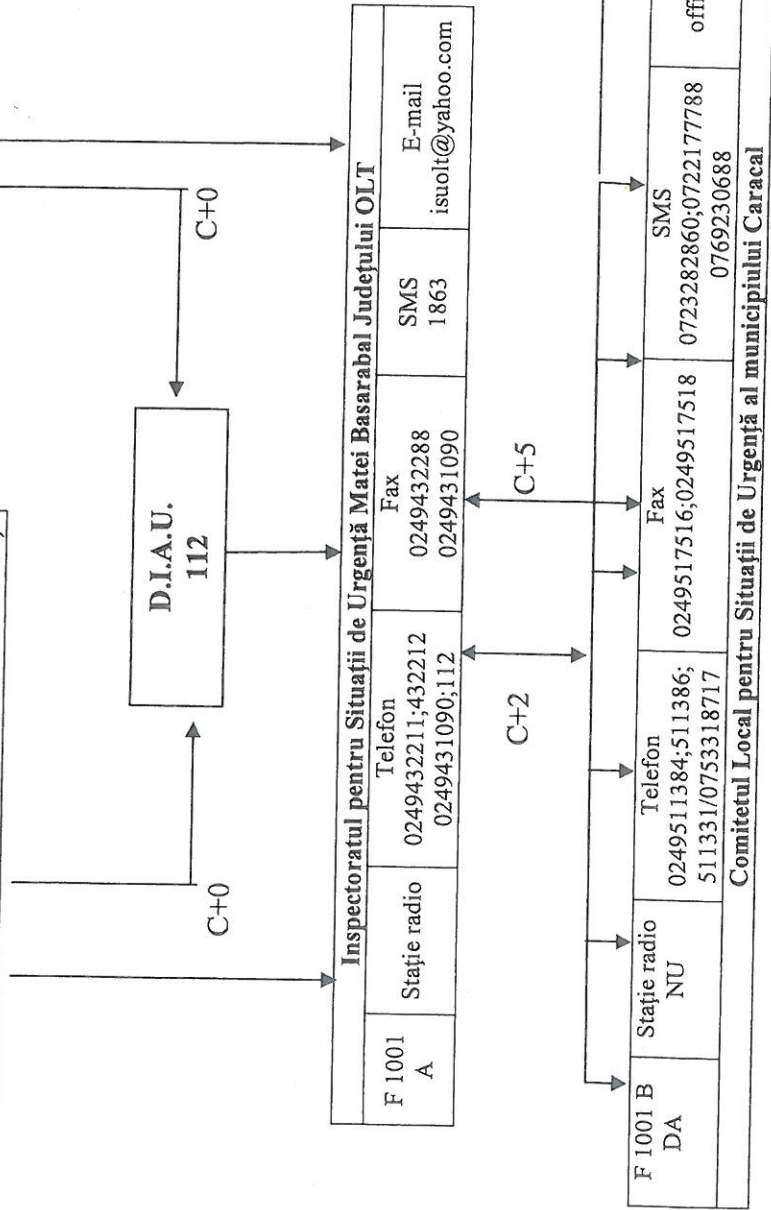 C+0
C+0
D.I.A.U.
112
Inspectoratul pentru Situații de Urgență Matei Basarabal Județului OLT
F 1001
A
Stație radio
Telefon
0249432211;432212
0249431090;112
Fax
0249432288
0249431090
SMS
1863
E-mail
isuolt@yahoo.com
C+2
C+5
F 1001 B
DA
Stație radio
NU
Telefon
0249511384;511386;
511331/0753318717
Fax
0249517516;0249517518
SMS
0723282860;0722177788
0769230688
Comitetul Local pentru Situații de Urgență al municipiului Caracal